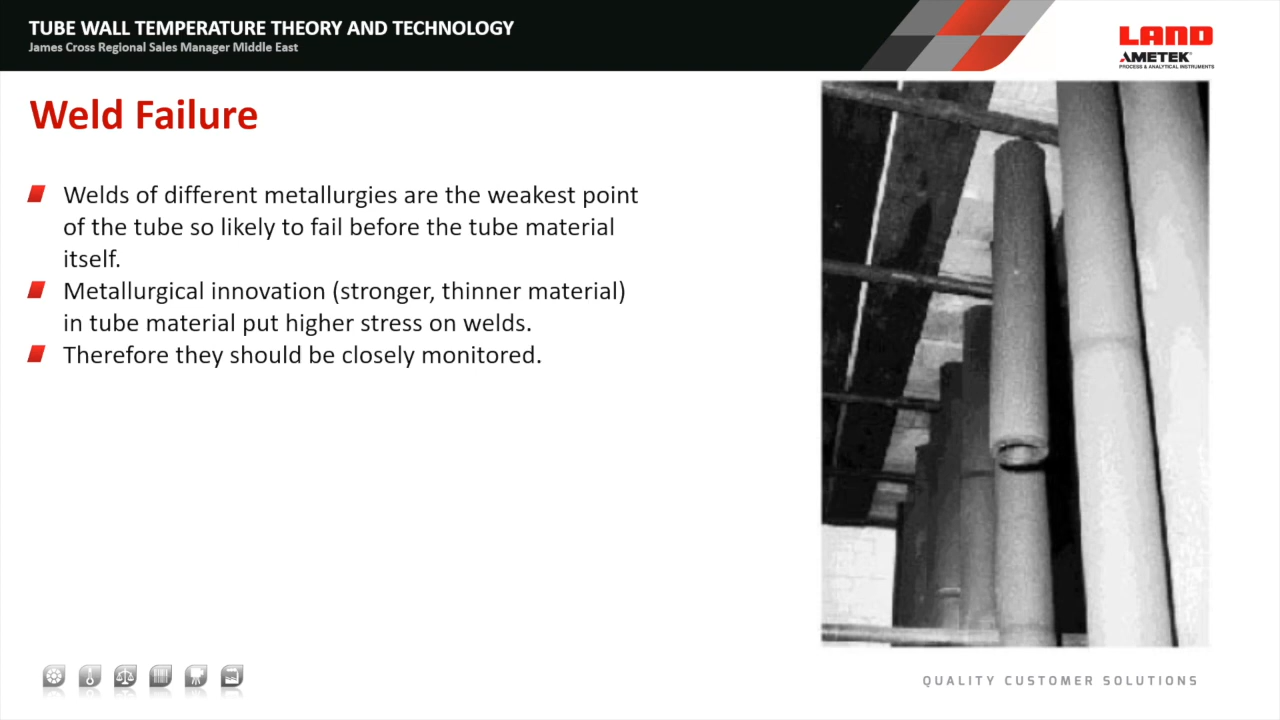 TUBE WALL TEMPERATURE THEORY AND TECHNOLOGY
James Cross Regional Sales Manager Middle East
LAND
AMETEK®
PROCESS & ANALYTICAL INSTRUMENTS
Weld Failure
Welds of different metallurgies are the weakest point
of the tube so likely to fail before the tube material
itself.
Metallurgical innovation (stronger, thinner material)
in tube material put higher stress on welds.
Therefore they should be closely monitored.
QUALITY CUSTOMER SOLUTIONS